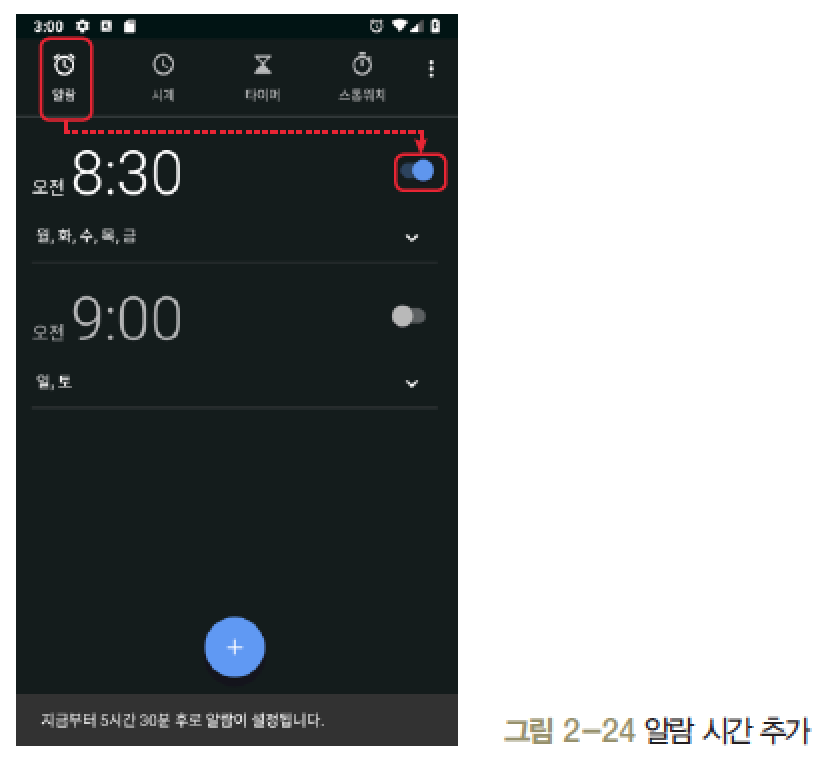 3:00
알람 시계 타이머 스톱워치
오전 8:30
월, 화, 수, 목, 금
오전 9:00
일, 토
지금부터 5시간 30분 후로 알람이 설정됩니다.
그림 2-24 알람 시간 추가